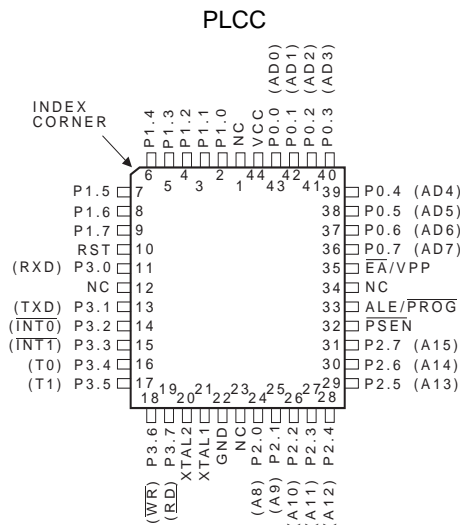 PLCC
INDEX
CORNER
P1.4
P1.3
P1.2
P1.1
P1.0
NC
VCC
P0.0 (AD0)
P0.1 (AD1)
P0.2 (AD2)
P0.3 (AD3)
6
5
4
3
2
1
44
43
42
41
40
P1.5 7
P1.6 8
P1.7 9
RST 10
(RXD) P3.0 11
NC 12
(TXD) P3.1 13
(INT0) P3.2 14
(INT1) P3.3 15
(T0) P3.4 16
(T1) P3.5 17
39 P0.4 (AD4)
38 P0.5 (AD5)
37 P0.6 (AD6)
36 P0.7 (AD7)
35 EA/VPP
34 NC
33 ALE/PROG
32 PSEN
31 P2.7 (A15)
30 P2.6 (A14)
29 P2.5 (A13)
18
19
20
21
22
23
24
25
26
27
28
(WR) P3.6
(RD) P3.7
XTAL2
XTAL1
GND
NC
(A8) P2.0
(A9) P2.1
(A10) P2.2
(A11) P2.3
(A12) P2.4